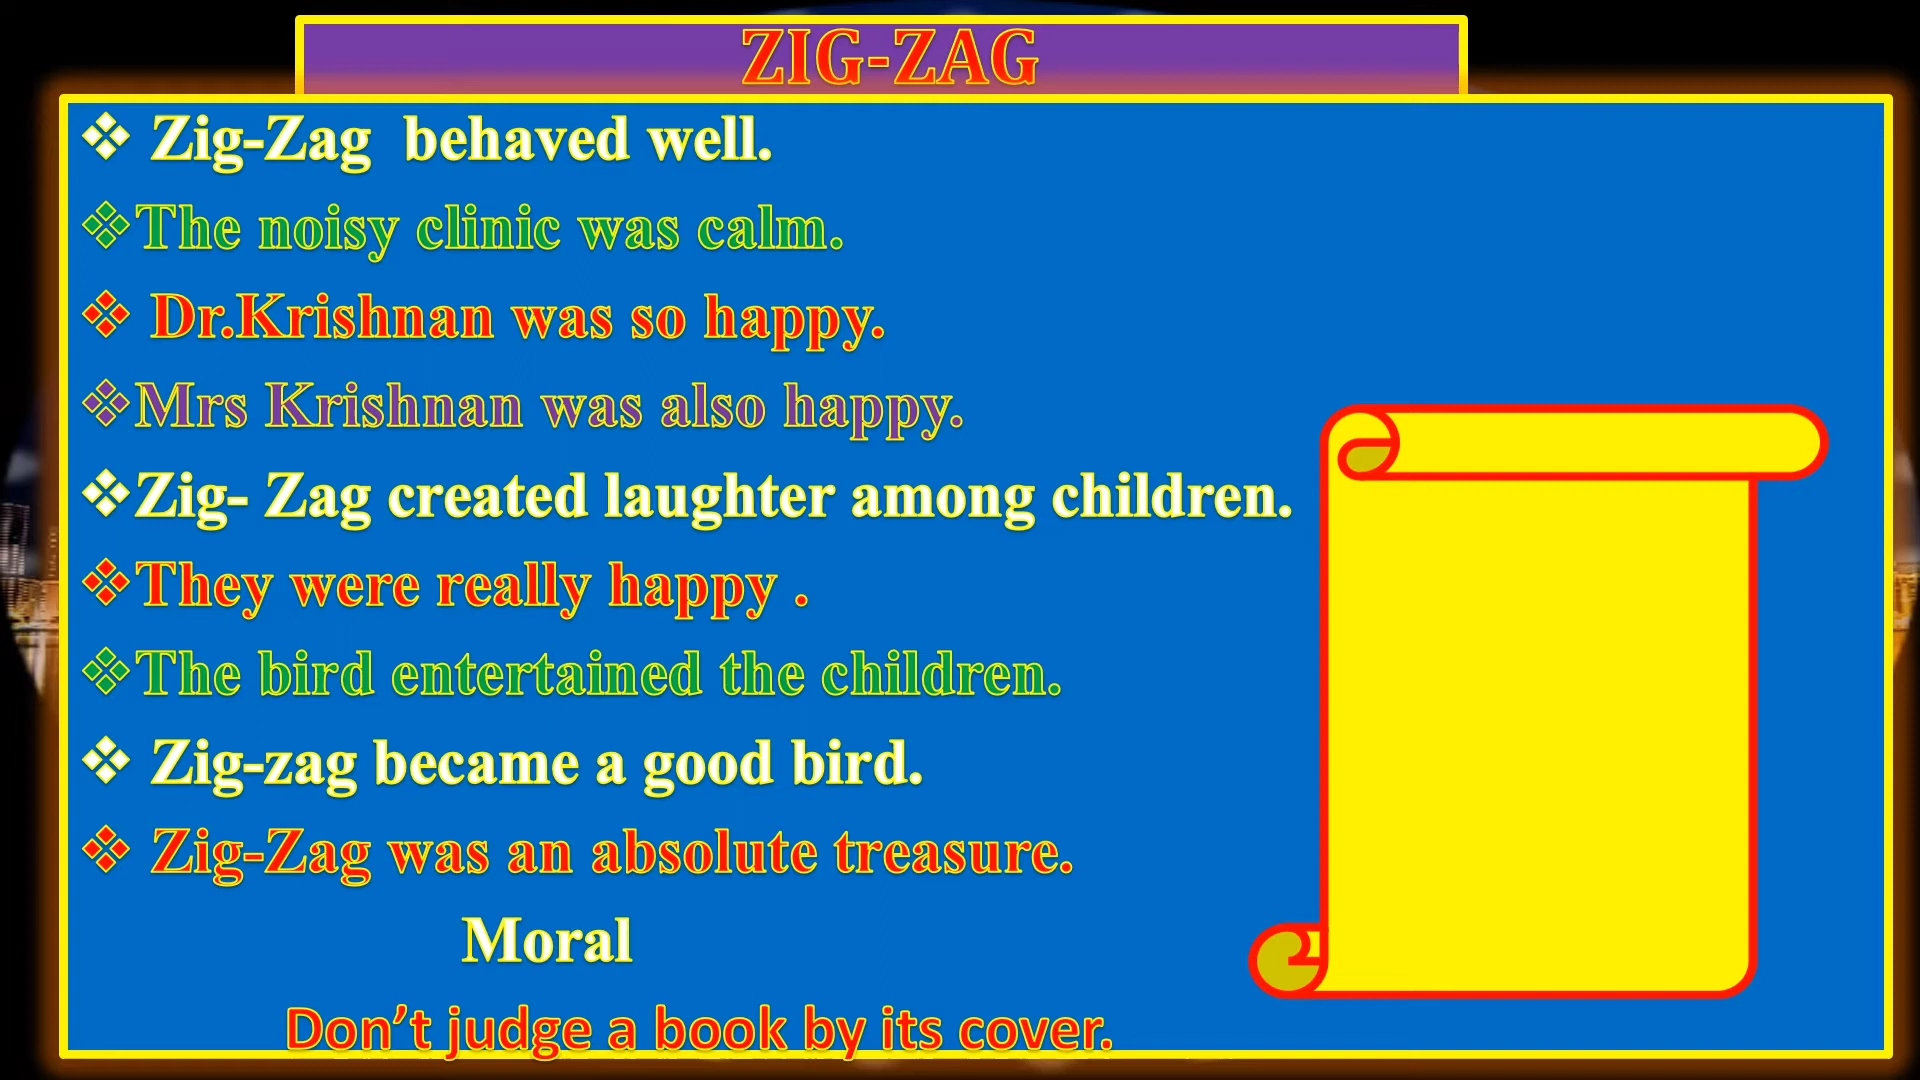 ZIG-ZAG
❖ Zig-Zag behaved well.
❖The noisy clinic was calm.
❖ Dr.Krishnan was so happy.
❖Mrs Krishnan was also happy.
❖Zig- Zag created laughter among children.
❖They were really happy .
❖The bird entertained the children.
❖ Zig-zag became a good bird.
❖ Zig-Zag was an absolute treasure.
Moral
Don’t judge a book by its cover.